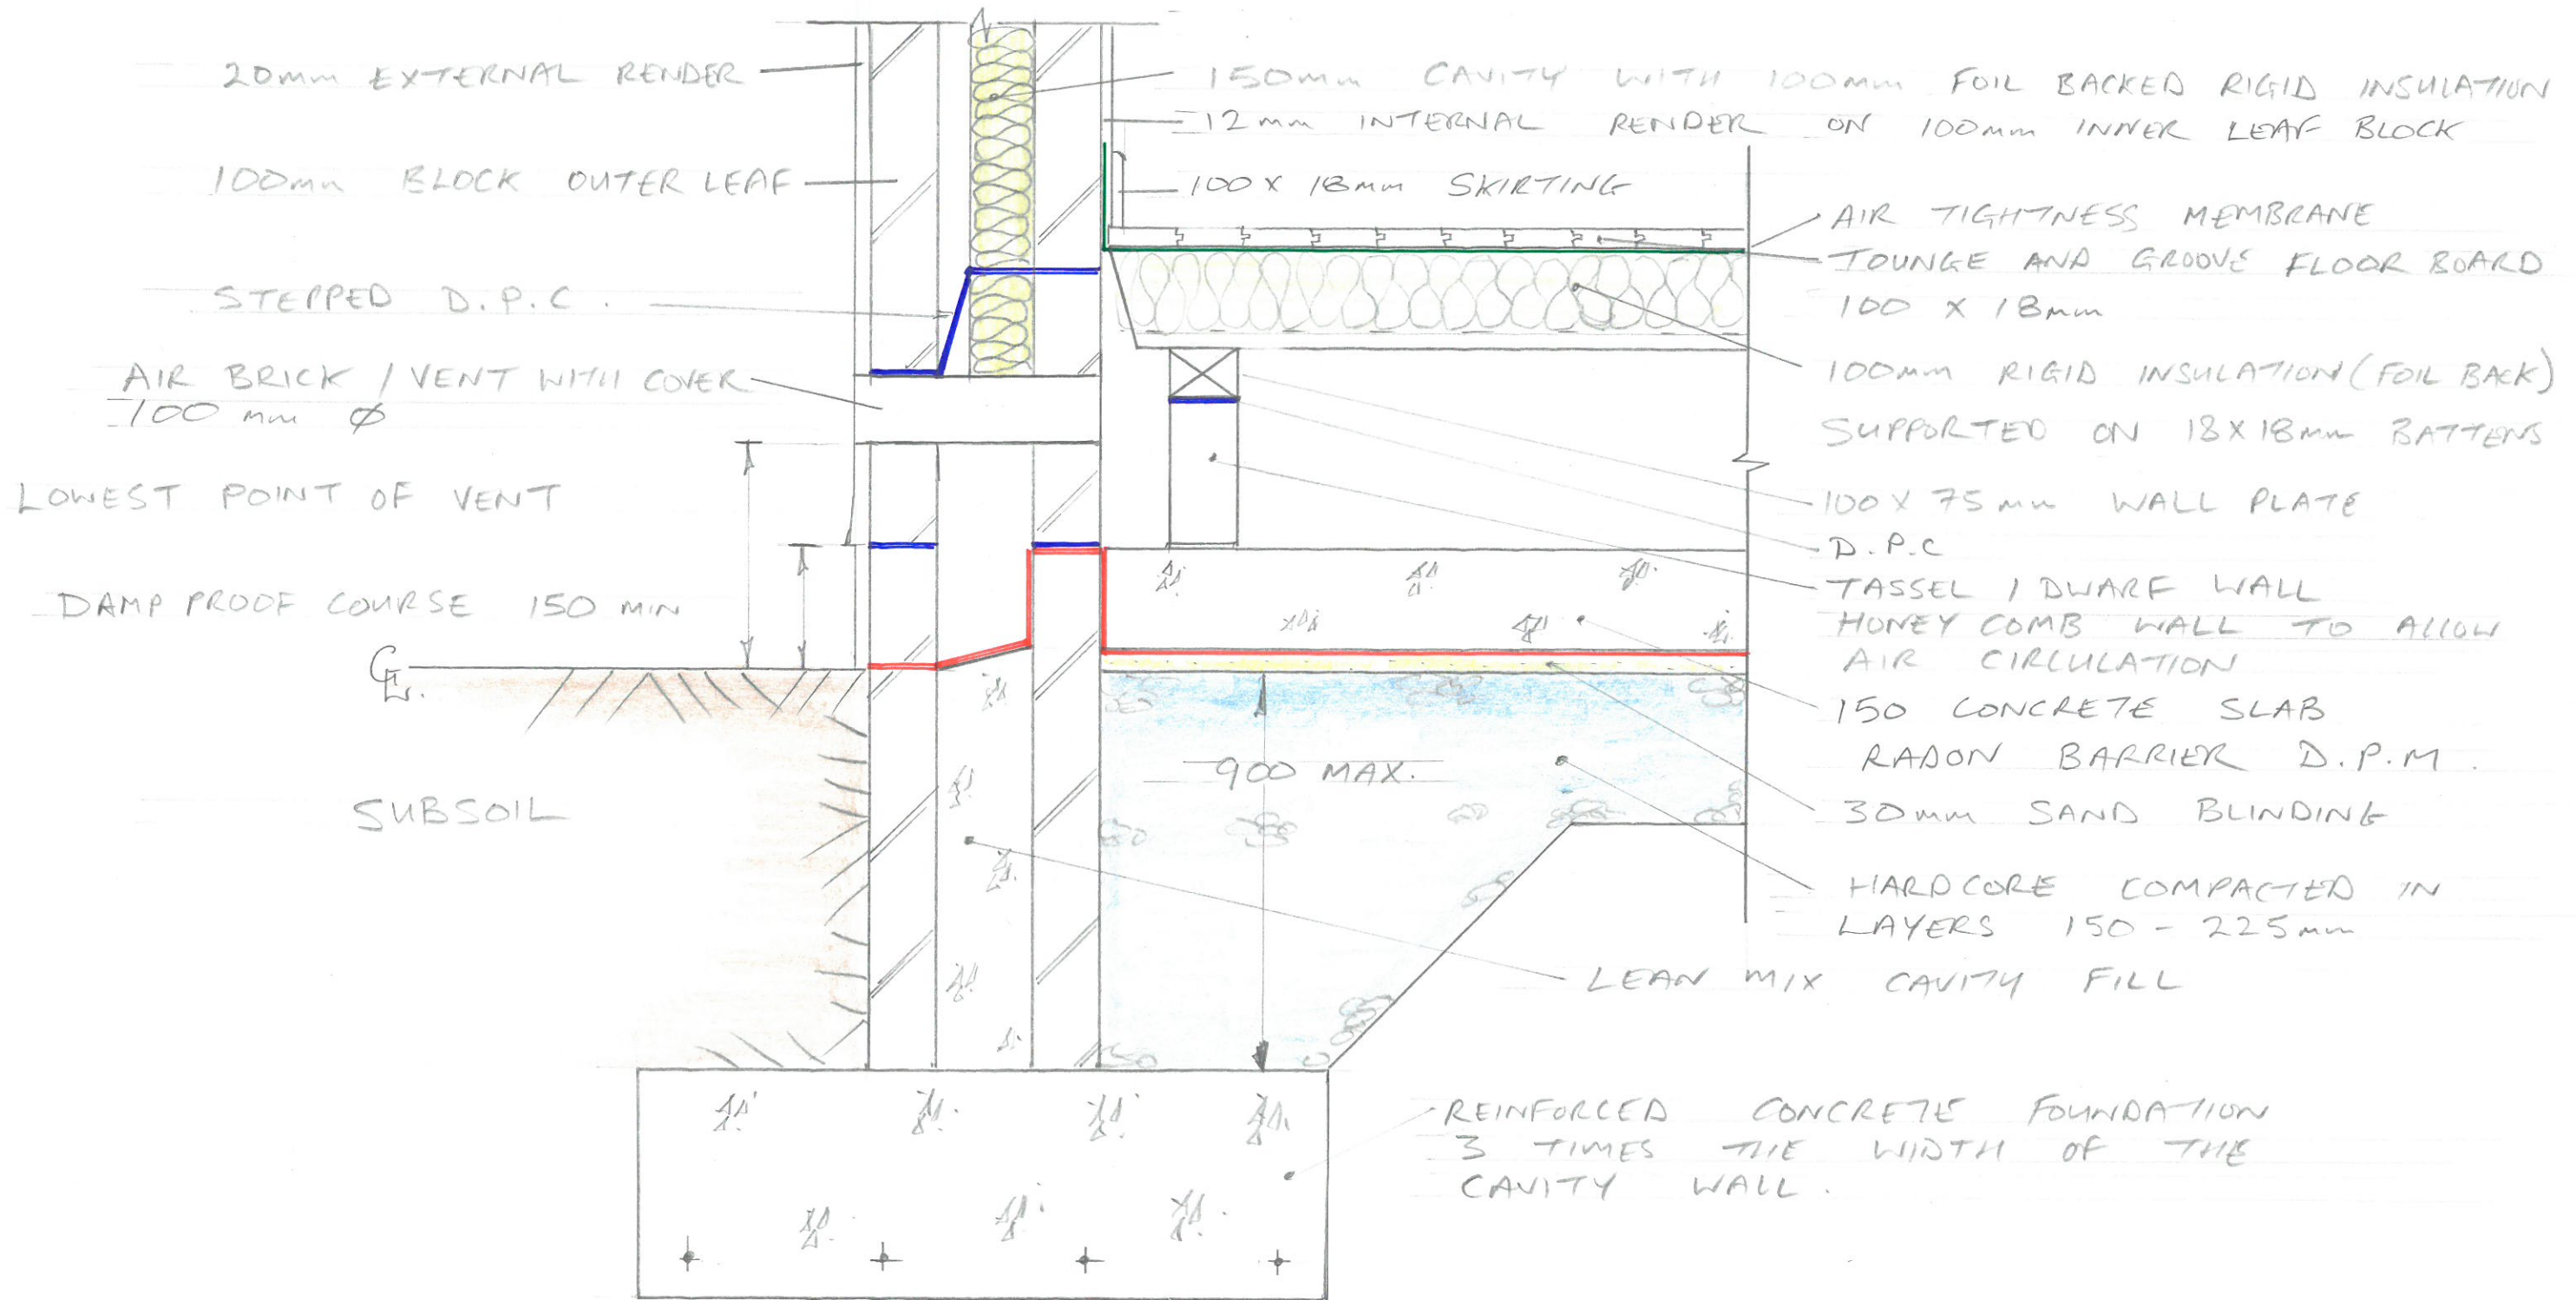 20mm EXTERNAL RENDER
100mm BLOCK OUTER LEAF
STEPPED D.P.C.
AIR BRICK / VENT WITH COVER
100 mm Ø
LOWEST POINT OF VENT
DAMP PROOF COURSE 150 MIN
GL.
SUBSOIL
150mm CAVITY WITH 100mm FOIL BACKED RIGID INSULATION
12mm INTERNAL RENDER ON 100mm INNER LEAF BLOCK
100 X 18mm SKIRTING
AIR TIGHTNESS MEMBRANE
TOUNGE AND GROOVE FLOOR BOARD
100 X 18mm
100mm RIGID INSULATION (FOIL BACK)
SUPPORTED ON 18X18mm BATTENS
100 X 75mm WALL PLATE
D.P.C
TASSEL / DWARF WALL
HONEY COMB WALL TO ALLOW
AIR CIRCULATION
150 CONCRETE SLAB
RADON BARRIER D.P.M.
900 MAX.
30mm SAND BLINDING
HARDCORE COMPACTED IN
LAYERS 150 - 225mm
LEAN MIX CAVITY FILL
REINFORCED CONCRETE FOUNDATION
3 TIMES THE WIDTH OF THE
CAVITY WALL.